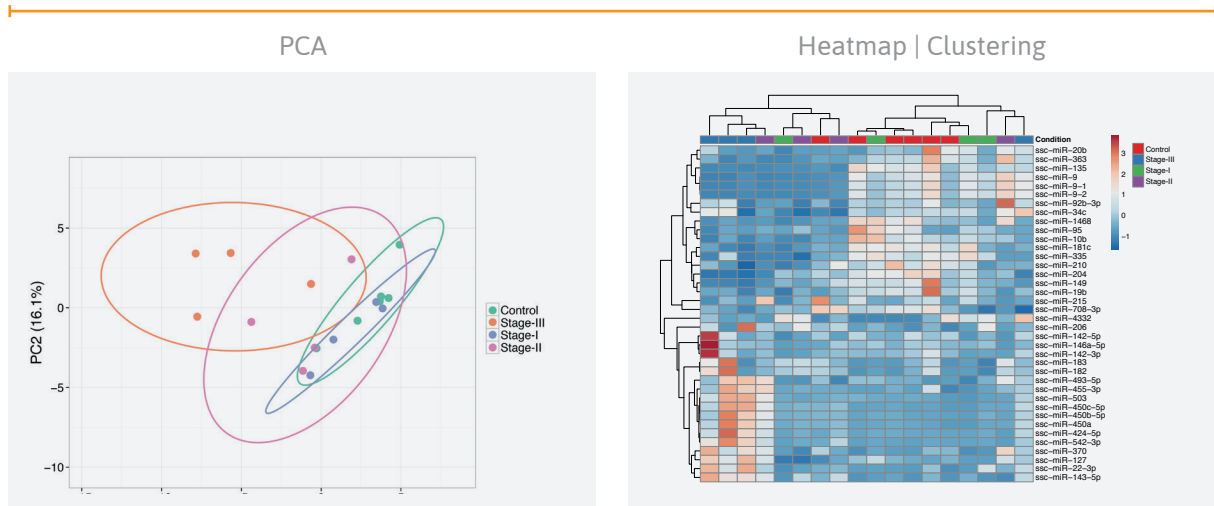 PCA
PC2 (16.1%)
5
0
−5
−10
Control
Stage−III
Stage−I
Stage−II
Heatmap | Clustering
Condition
ssc−miR−20b
ssc−miR−363
ssc−miR−135
ssc−miR−9
ssc−miR−9−1
ssc−miR−9−2
ssc−miR−92b−3p
ssc−miR−34c
ssc−miR−1468
ssc−miR−95
ssc−miR−10b
ssc−miR−181c
ssc−miR−335
ssc−miR−210
ssc−miR−204
ssc−miR−149
ssc−miR−19b
ssc−miR−215
ssc−miR−708−3p
ssc−miR−4332
ssc−miR−206
ssc−miR−142−5p
ssc−miR−146a−5p
ssc−miR−142−3p
ssc−miR−183
ssc−miR−182
ssc−miR−493−5p
ssc−miR−455−3p
ssc−miR−503
ssc−miR−450c−5p
ssc−miR−450b−5p
ssc−miR−450a
ssc−miR−424−5p
ssc−miR−542−3p
ssc−miR−370
ssc−miR−127
ssc−miR−22−3p
ssc−miR−143−5p
3
2
1
0
−1
Control
Stage−III
Stage−I
Stage−II